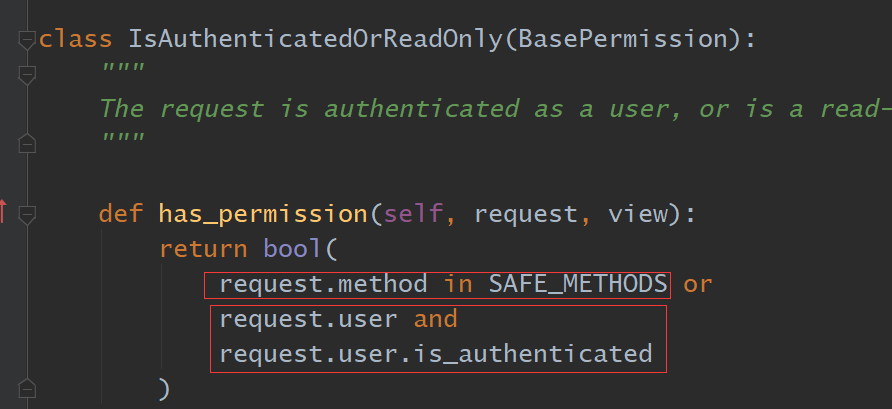 class IsAuthenticatedOrReadOnly(BasePermission):
"""
The request is authenticated as a user, or is a read-
"""
def has_permission(self, request, view):
return bool(
request.method in SAFE_METHODS or
request.user and
request.user.is_authenticated
)